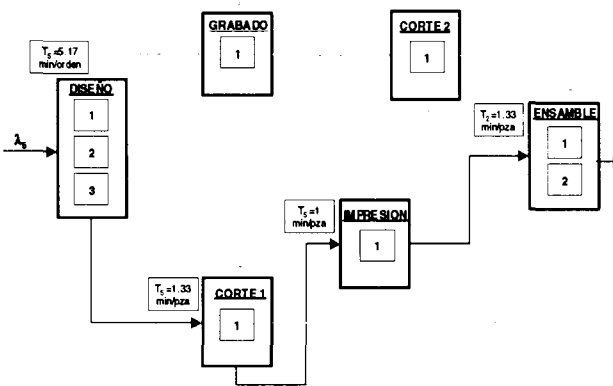 GRABADO
1
CORTE 2
1
T5 =5.17
min/orden
DISEÑO
1
2
3
λ5
T2 =1.33
min/pza
ENSAMBLE
1
2
T5 =1
min/pza
IMPRESION
1
T5 =1.33
min/pza
CORTE 1
1